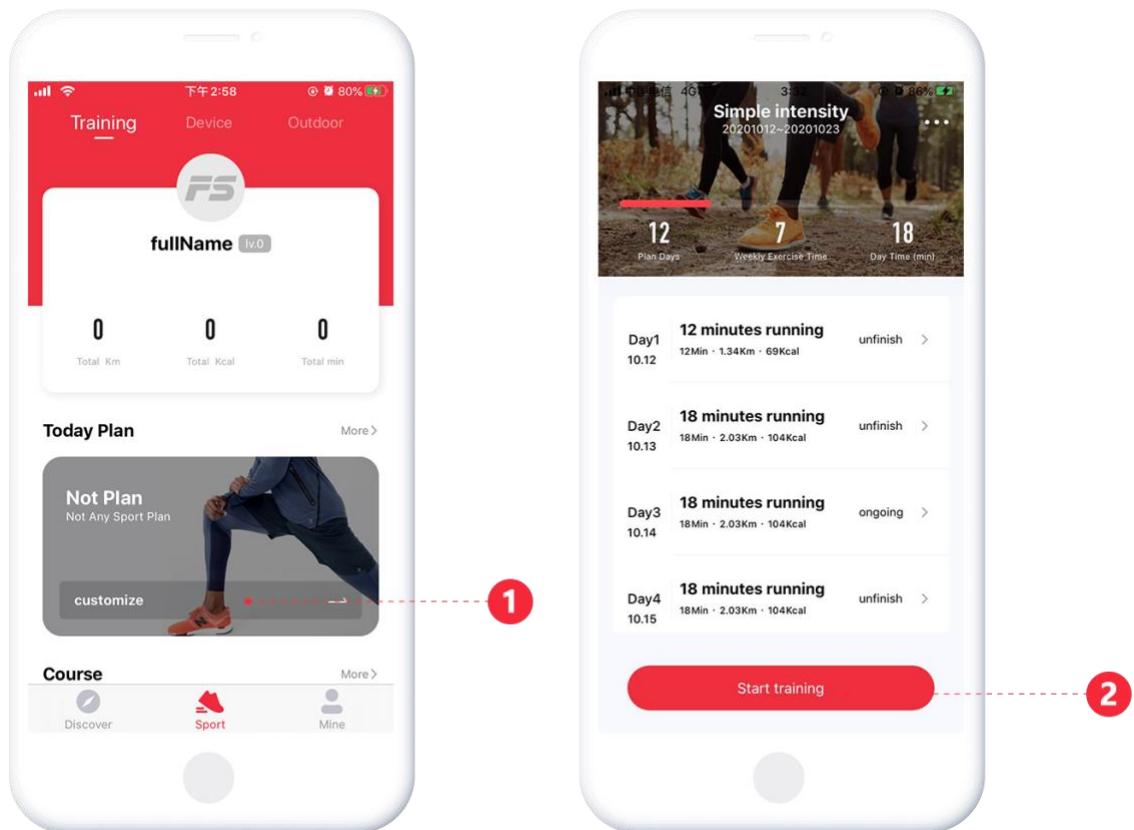 下午2:58
80%
Training Device Outdoor
FS
fullName lv.0
0 0 0
Total Km Total Kcal Total min
Today Plan More >
Not Plan
Not Any Sport Plan
customize
1
Course More >
Discover Sport Mine
4G 3:32 86%
Simple intensity
20201012~20201023
...
12 7 18
Plan Days Weekly Exercise Time Day Time (min)
Day1 12 minutes running unfinish >
10.12 12Min · 1.34Km · 69Kcal
Day2 18 minutes running unfinish >
10.13 18Min · 2.03Km · 104Kcal
Day3 18 minutes running ongoing >
10.14 18Min · 2.03Km · 104Kcal
Day4 18 minutes running unfinish >
10.15 18Min · 2.03Km · 104Kcal
Start training
2